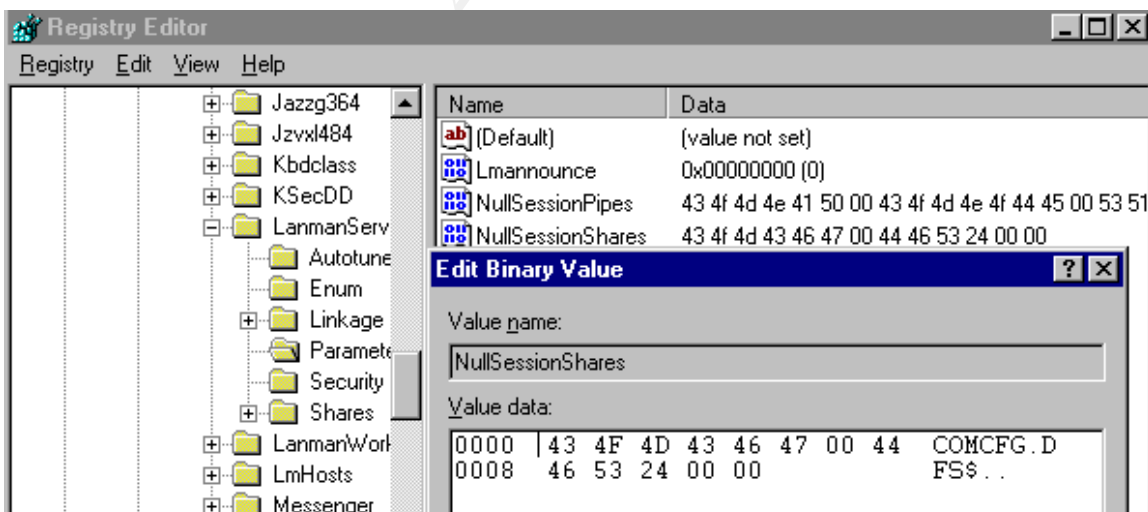 Registry Editor
Registry Edit View Help
Jazzg364
Jzvxl484
Kbdclass
KSecDD
LanmanServ
Autotune
Enum
Linkage
Paramete
Security
Shares
LanmanWork
LmHosts
Messenger
Name Data
(Default) (value not set)
Lmannounce 0x00000000 (0)
NullSessionPipes 43 4f 4d 4e 41 50 00 43 4f 4d 4e 4f 44 45 00 53 51
NullSessionShares 43 4f 4d 43 46 47 00 44 46 53 24 00 00
Edit Binary Value
Value name:
NullSessionShares
Value data:
0000 43 4F 4D 43 46 47 00 44 COMCFG.D
0008 46 53 24 00 00 FS$..